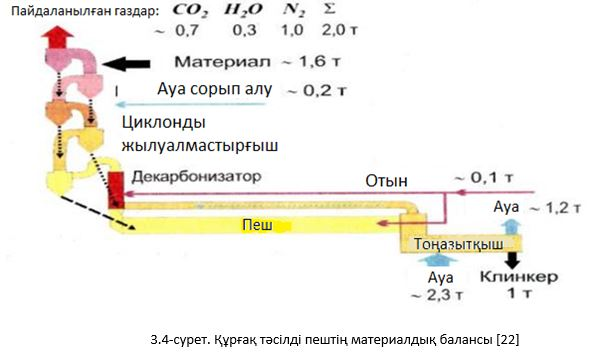 Пайдаланылған газдар: CO2 H2O N2 Σ
~ 0,7 0,3 1,0 2,0 т
Материал ~ 1,6 т
Ауа сорып алу ~ 0,2 т
Циклонды
жылуалмастырғыш
Декарбонизатор
Отын ~ 0,1 т
Ауа ~ 1,2 т
Пеш
Тоңазытқыш
Ауа
~ 2,3 т
Клинкер
1 т
3.4-сурет. Құрғақ тәсілді пештің материалдық балансы [22]